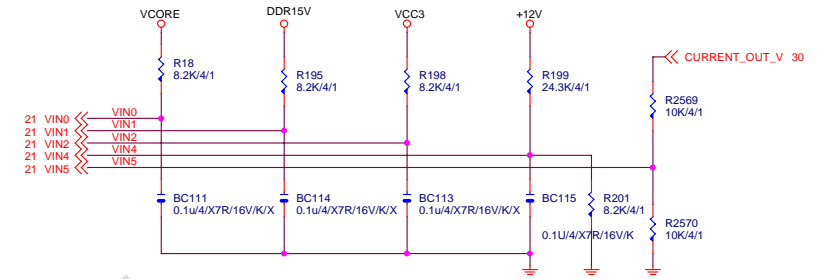 VCORE
DDR15V
VCC3
+12V
CURRENT_OUT_V 30
R18
8.2K/4/1
R195
8.2K/4/1
R198
8.2K/4/1
R199
24.3K/4/1
R2569
10K/4/1
21 VIN0 VIN0
21 VIN1 VIN1
21 VIN2 VIN2
21 VIN4 VIN4
21 VIN5 VIN5
BC111
0.1u/4/X7R/16V/K/X
BC114
0.1u/4/X7R/16V/K/X
BC113
0.1u/4/X7R/16V/K/X
BC115
0.1U/4/X7R/16V/K
R201
8.2K/4/1
R2570
10K/4/1